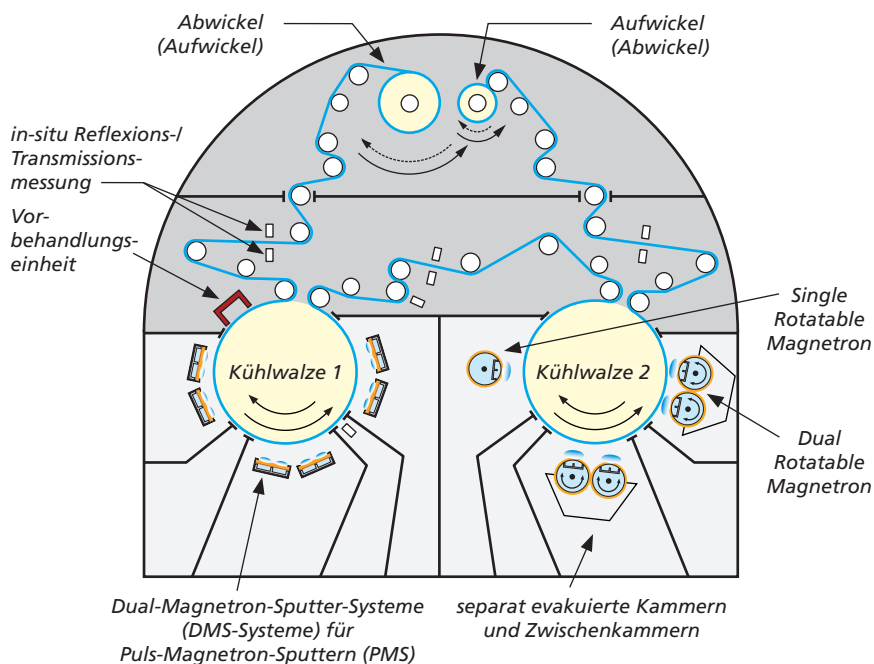 Abwickel
(Aufwickel)
Aufwickel
(Abwickel)
in-situ Reflexions-/
Transmissions-
messung
Vor-
behandlungs-
einheit
Single
Rotatable
Magnetron
Kühlwalze 1
Kühlwalze 2
Dual
Rotatable
Magnetron
Dual-Magnetron-Sputter-Systeme
(DMS-Systeme) für
Puls-Magnetron-Sputtern (PMS)
separat evakuierte Kammern
und Zwischenkammern